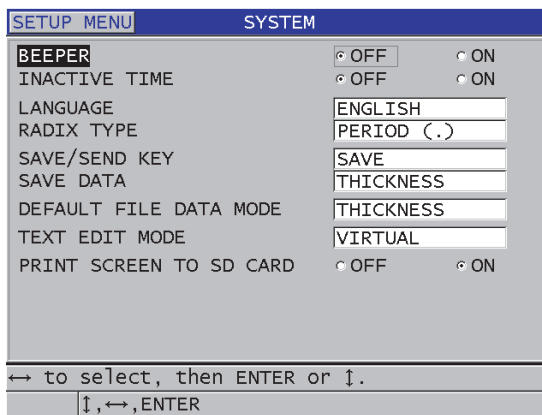 SETUP MENU SYSTEM
BEEPER OFF ON
INACTIVE TIME OFF ON
LANGUAGE ENGLISH
RADIX TYPE PERIOD (.)
SAVE/SEND KEY SAVE
SAVE DATA THICKNESS
DEFAULT FILE DATA MODE THICKNESS
TEXT EDIT MODE VIRTUAL
PRINT SCREEN TO SD CARD OFF ON
↔ to select, then ENTER or ↕.
↕,↔,ENTER